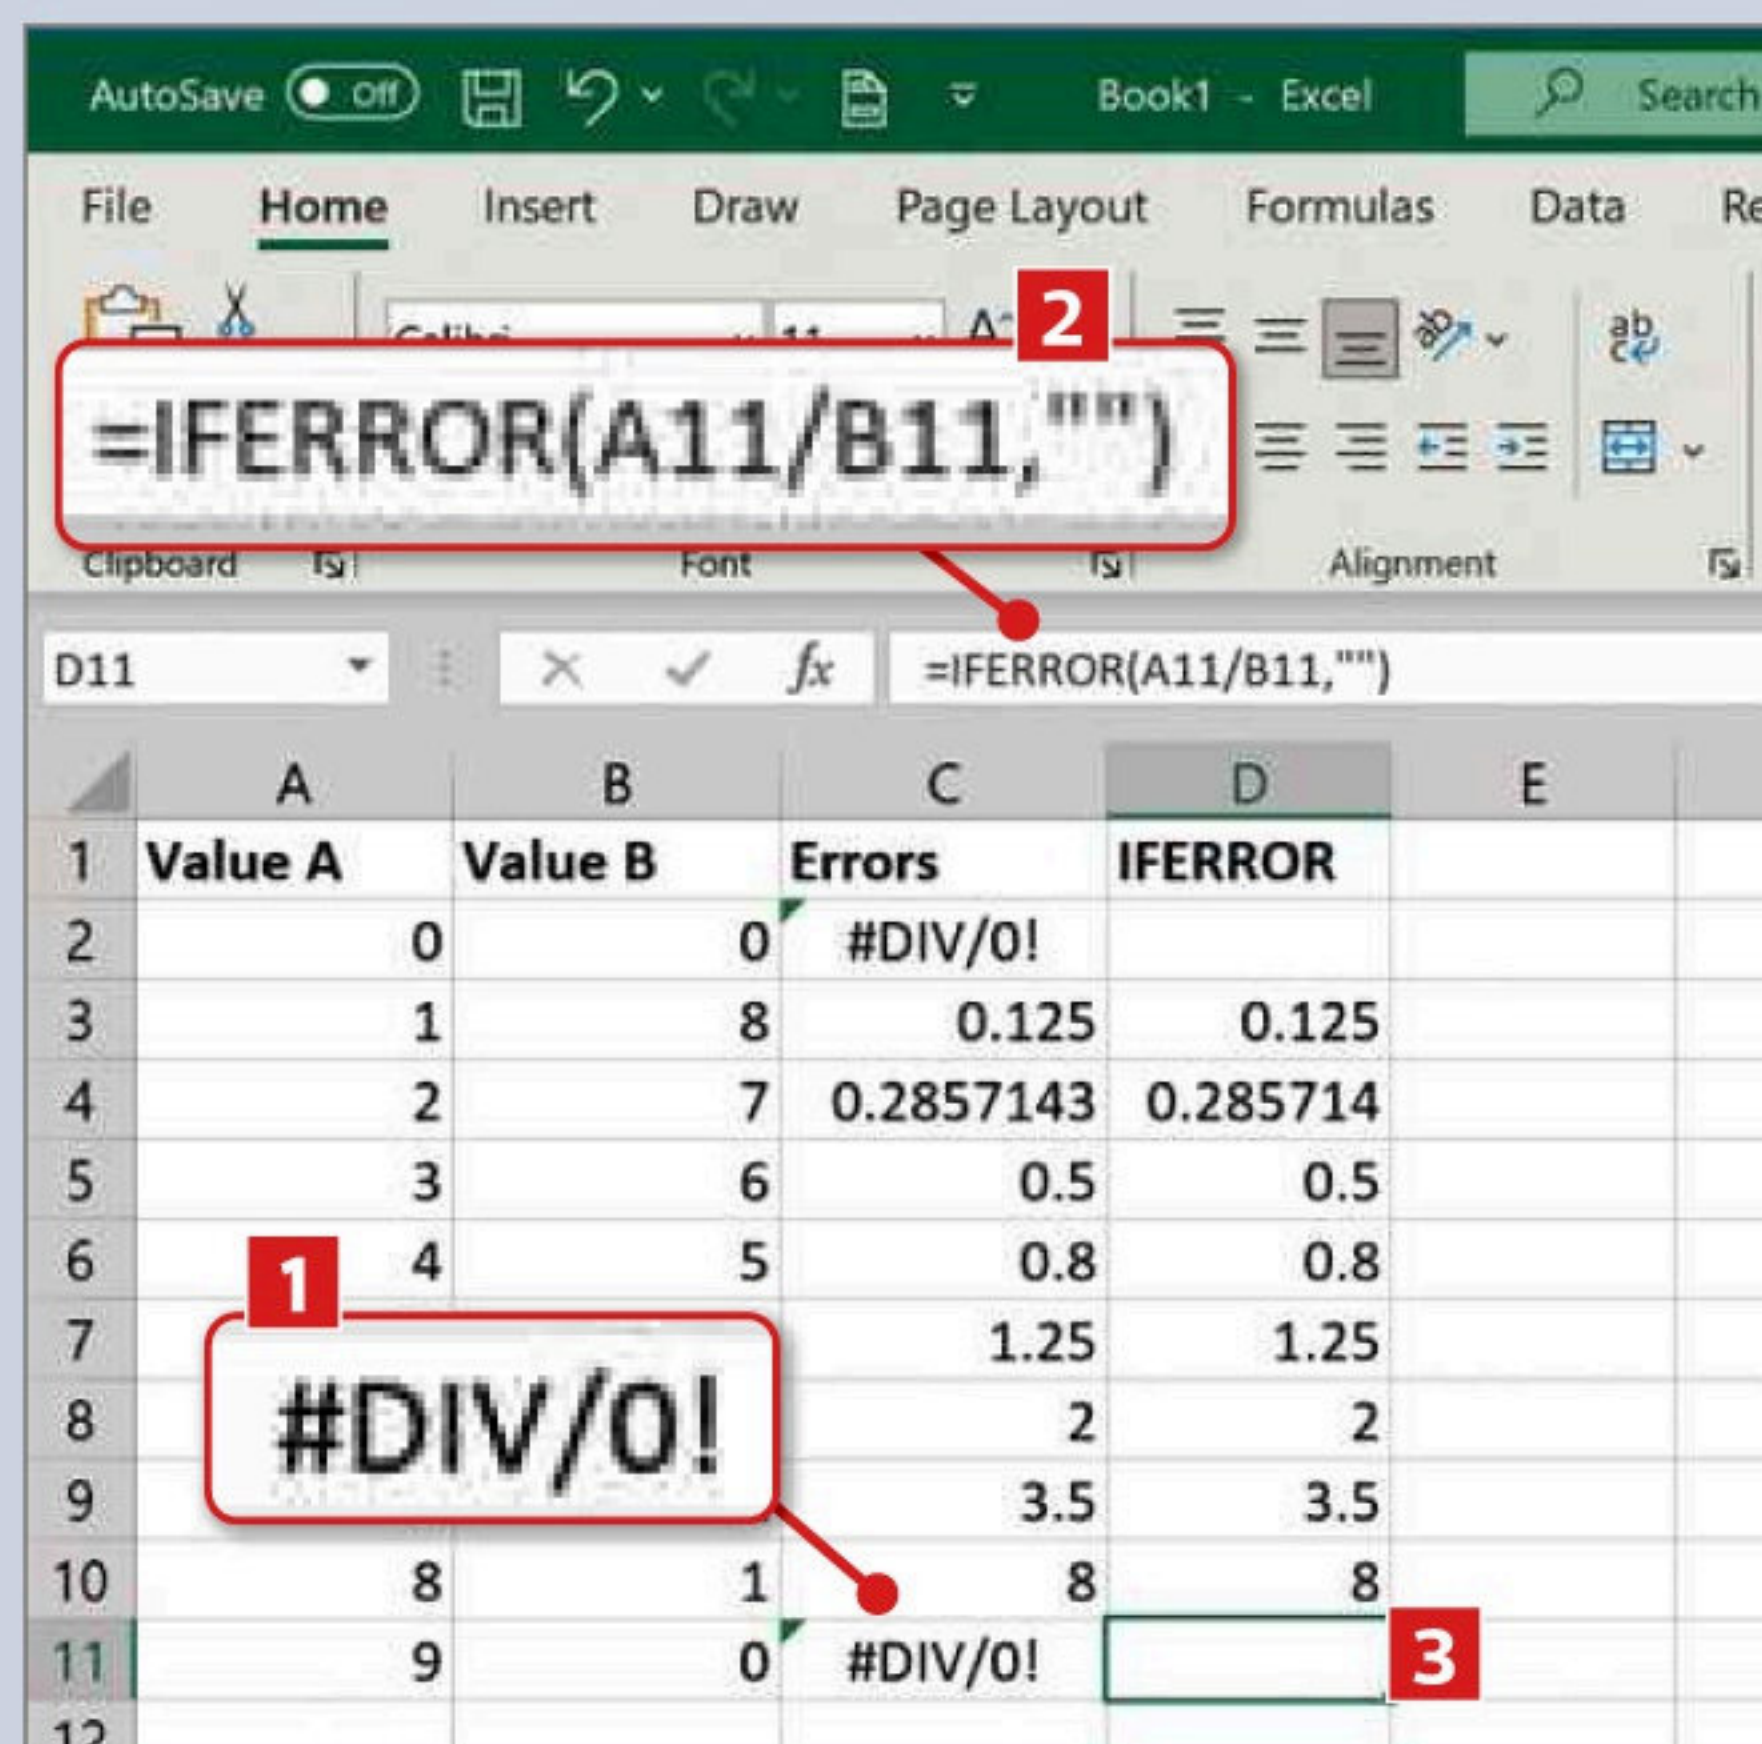 AutoSave Off Book1 - Excel Search
File Home Insert Draw Page Layout Formulas Data Re
2
=IFERROR(A11/B11,"")
Clipboard Font Alignment
D11 fx =IFERROR(A11/B11,"")
A B C D E
1 Value A Value B Errors IFERROR
2 0 0 #DIV/0!
3 1 8 0.125 0.125
4 2 7 0.2857143 0.285714
5 3 6 0.5 0.5
6 4 5 0.8 0.8
1
7 1.25 1.25
#DIV/0!
8 2 2
9 3.5 3.5
10 8 1 8 8
11 9 0 #DIV/0!
3
12